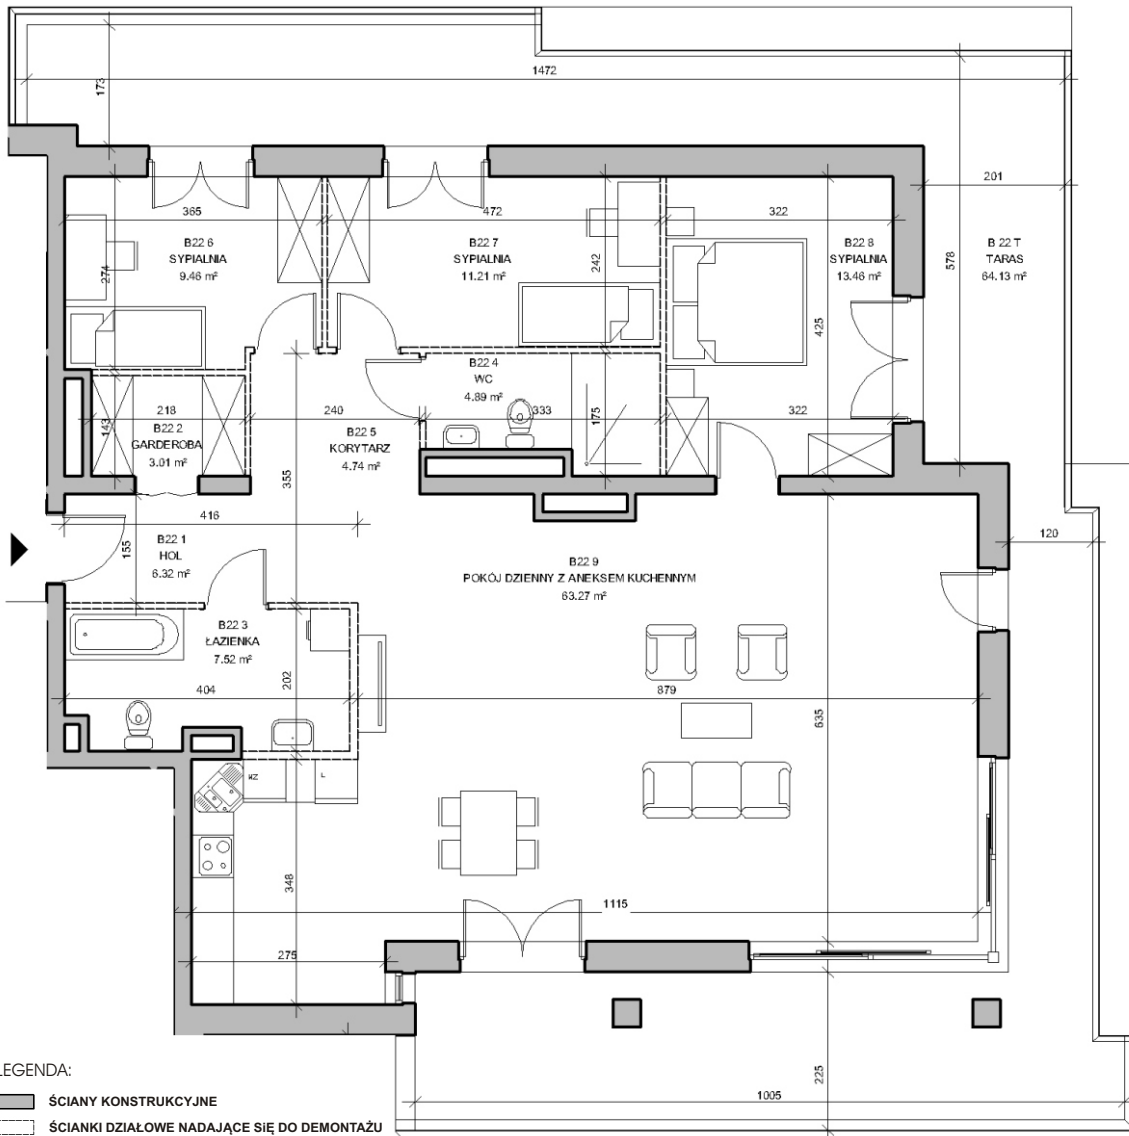 1472
173
201
365
472
322
B22 6
SYPIALNIA
9.46 m²
B22 7
SYPIALNIA
11.21 m²
B22 8
SYPIALNIA
13.46 m²
B 22 T
TARAS
64.13 m²
274
242
425
578
B22 4
WC
4.89 m²
218
240
333
322
143
175
B22 2
GARDEROBA
3.01 m²
B22 5
KORYTARZ
4.74 m²
355
416
155
B22 1
HOL
6.32 m²
B22 9
POKÓJ DZIENNY Z ANEKSEM KUCHENNYM
63.27 m²
120
B22 3
ŁAZIENKA
7.52 m²
202
404
879
635
WZ
L
348
1115
275
225
1005
LEGENDA:
ŚCIANY KONSTRUKCYJNE
ŚCIANKI DZIAŁOWE NADAJĄCE SiĘ DO DEMONTAŻU